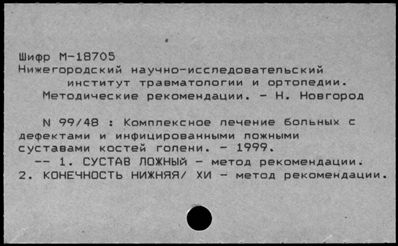 Шифр М-18705
Нижегородский научно-исследовательский
институт травматологии и ортопедии.
Методические рекомендации. - Н. Новгород
N 99/48 : Комплексное лечение больных с
дефектами и инфицированными ложными
суставами костей голени. - 1999.
-- 1. СУСТАВ ЛОЖНЫЙ - метод рекомендации.
2. КОНЕЧНОСТЬ НИЖНЯЯ/ ХИ - метод рекомендации.